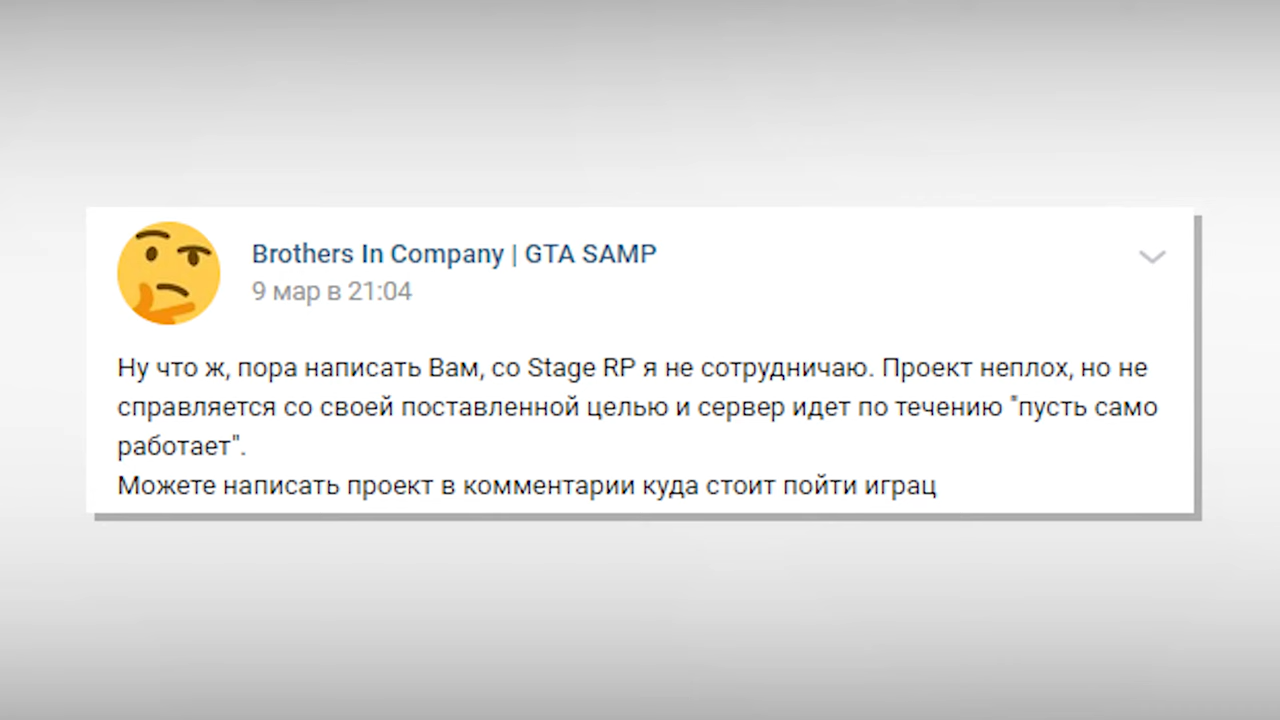 Brothers In Company | GTA SAMP
9 мар в 21:04
Ну что ж, пора написать Вам, со Stage RP я не сотрудничаю. Проект неплох, но не
справляется со своей поставленной целью и сервер идет по течению "пусть само
работает".
Можете написать проект в комментарии куда стоит пойти играц